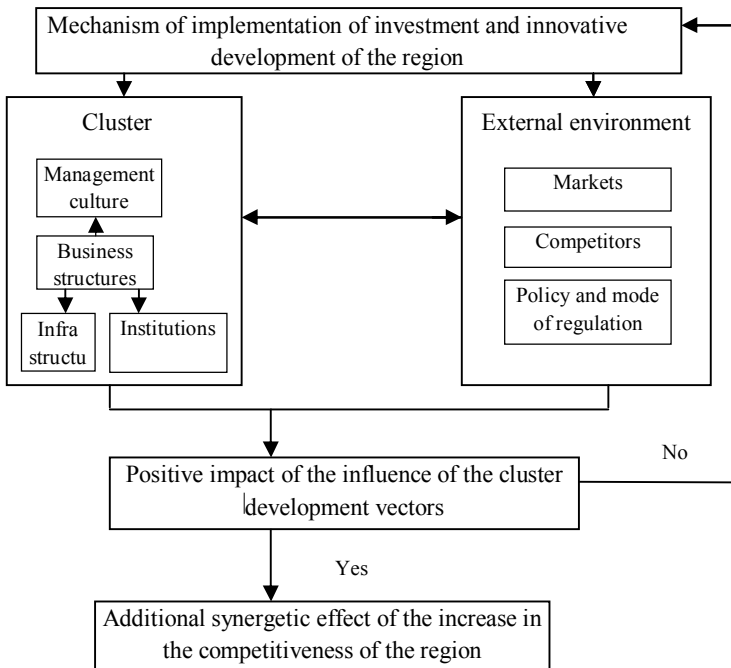 Mechanism of implementation of investment and innovative
development of the region
Cluster
Management
culture
Business
structures
Infra
structu
Institutions
External environment
Markets
Competitors
Policy and mode
of regulation
Positive impact of the influence of the cluster
development vectors
No
Yes
Additional synergetic effect of the increase in
the competitiveness of the region